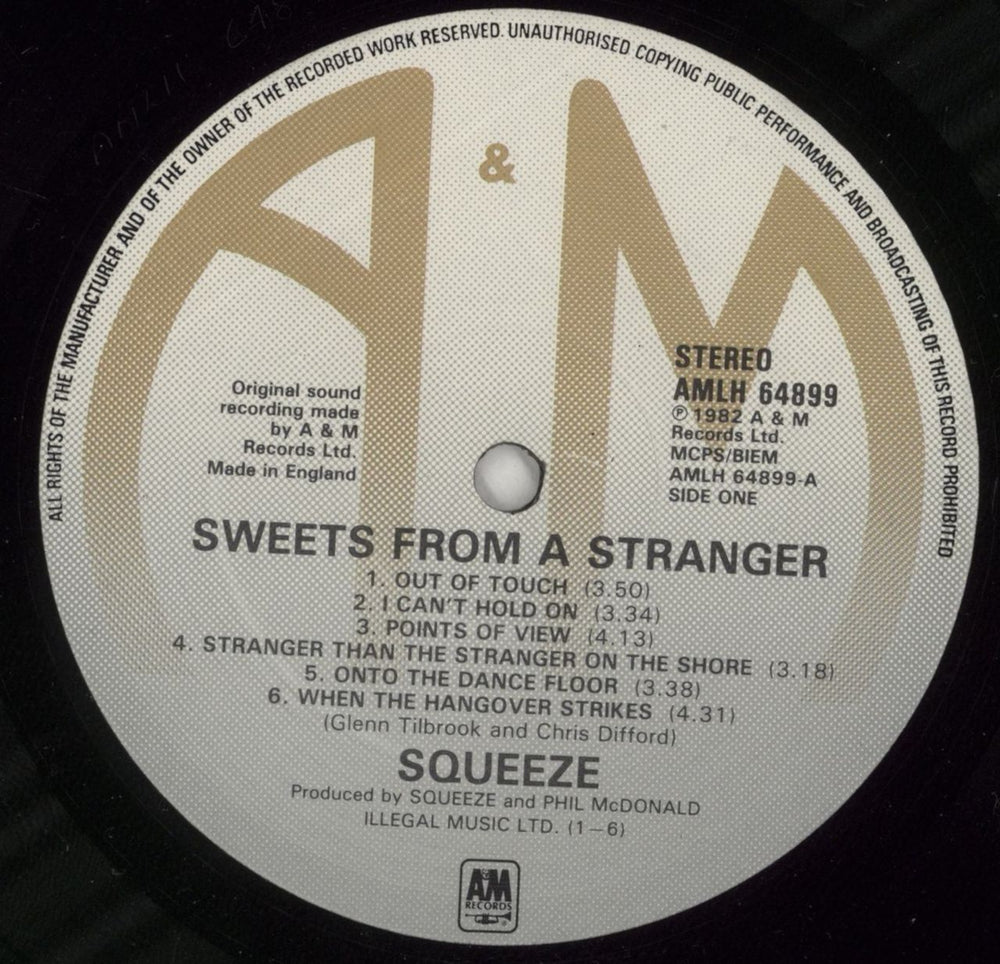 ALL RIGHTS OF THE MANUFACTURER AND OF THE OWNER OF THE RECORDED WORK RESERVED. UNAUTHORISED COPYING PUBLIC PERFORMANCE AND BROADCASTING OF THIS RECORD PROHIBITED
A & M
Original sound
recording made
by A & M
Records Ltd.
Made in England
STEREO
AMLH 64899
℗ 1982 A & M
Records Ltd.
MCPS/BIEM
AMLH 64899-A
SIDE ONE
SWEETS FROM A STRANGER
1. OUT OF TOUCH (3.50)
2. I CAN'T HOLD ON (3.34)
3. POINTS OF VIEW (4.13)
4. STRANGER THAN THE STRANGER ON THE SHORE (3.18)
5. ONTO THE DANCE FLOOR (3.38)
6. WHEN THE HANGOVER STRIKES (4.31)
(Glenn Tilbrook and Chris Difford)
SQUEEZE
Produced by SQUEEZE and PHIL McDONALD
ILLEGAL MUSIC LTD. (1–6)
A&M
RECORDS